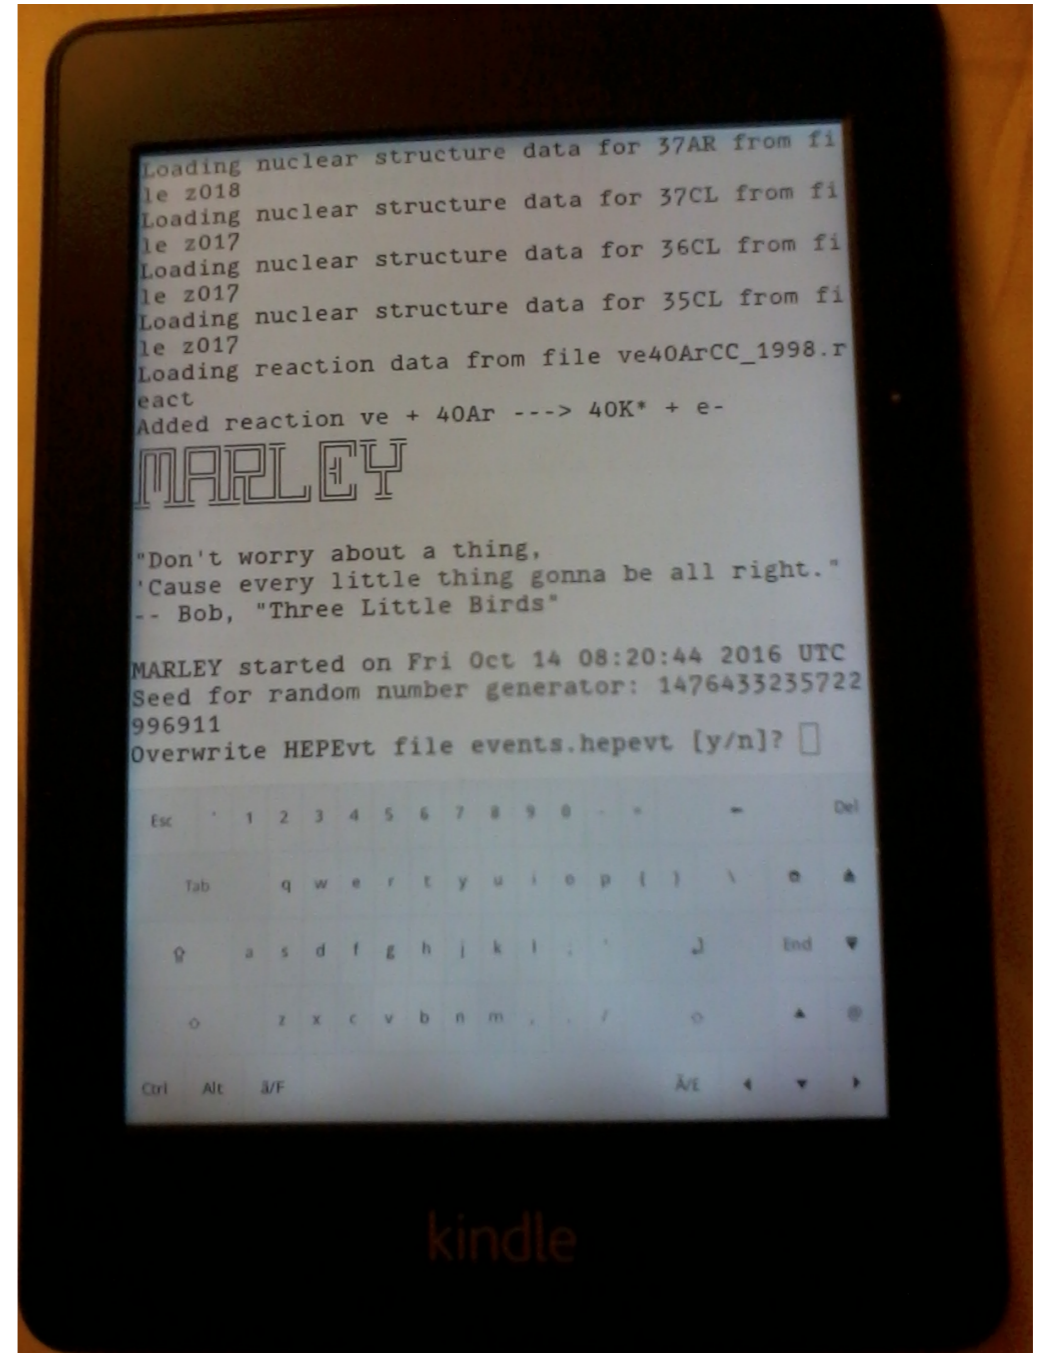 Loading nuclear structure data for 37AR from fi
le z018
Loading nuclear structure data for 37CL from fi
le z017
Loading nuclear structure data for 36CL from fi
le z017
Loading nuclear structure data for 35CL from fi
le z017
Loading reaction data from file ve40ArCC_1998.r
eact
Added reaction ve + 40Ar ---> 40K* + e-
MARLEY
"Don't worry about a thing,
'Cause every little thing gonna be all right."
-- Bob, "Three Little Birds"
MARLEY started on Fri Oct 14 08:20:44 2016 UTC
Seed for random number generator: 1476433235722
996911
Overwrite HEPEvt file events.hepevt [y/n]?
Esc 1 2 3 4 5 6 7 8 9 0 Del
Tab q w e r t y u i o p [ ] \
a s d f g h j k l ; ' End
z x c v b n m , . / @
Ctrl Alt ã/F Ã/E
kindle